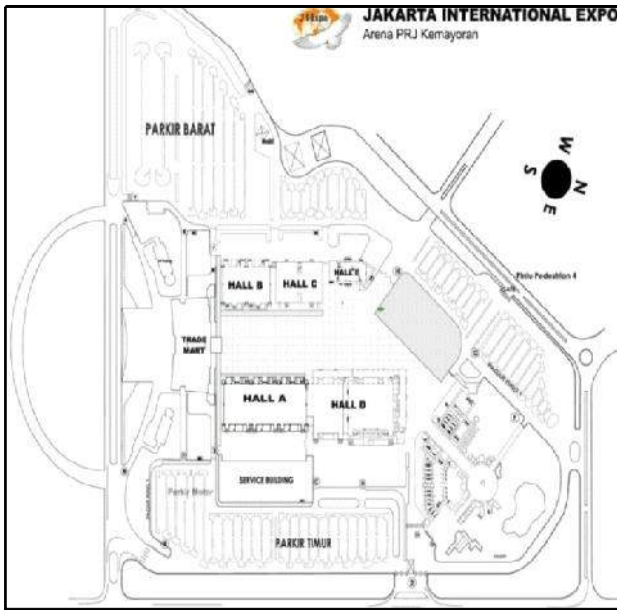 JIExpo
JAKARTA INTERNATIONAL EXPO
Arena PRJ Kemayoran
W
N
S
E
PARKIR BARAT
HALL B
HALL C
Pintu Pedestrian 4
TRADE
MART
HALL A
HALL D
SERVICE BUILDING
Parkir Motor
PARKIR TIMUR